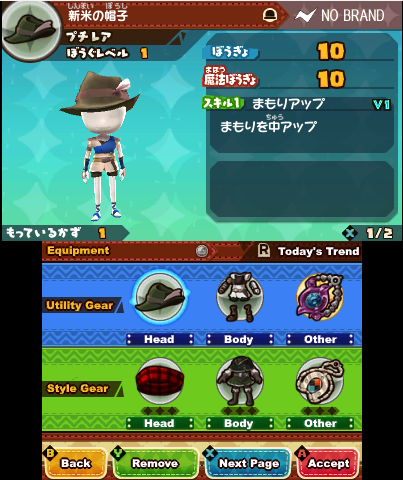 しんまい ぼうし
新米の帽子
NO BRAND
プチレア
ぼうぐレベル 1
ぼうぎょ 10
まほう
魔法ぼうぎょ 10
スキル1 まもりアップ V1
ちゅう
まもりを中アップ
もっているかず 1
X 1/2
Equipment
R Today's Trend
Utility Gear
Head Body Other
Style Gear
Head Body Other
B Back
Y Remove
X Next Page
A Accept